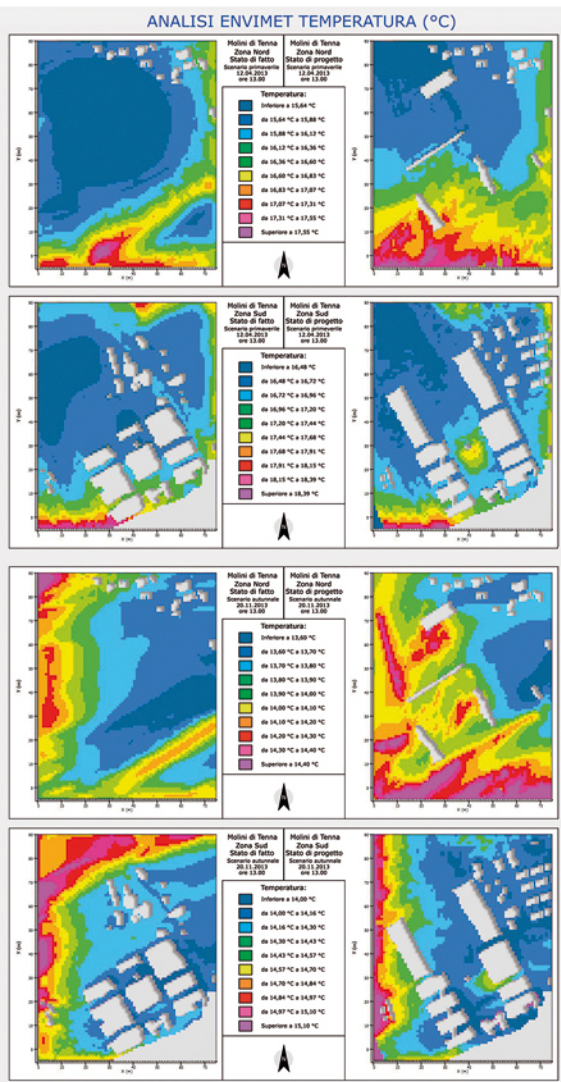 ANALISI ENVIMET TEMPERATURA (°C)
Molini di Tenna
Zona Nord
Stato di fatto
Scenario primaverile
12.04.2013
ore 13.00
Molini di Tenna
Zona Nord
Stato di progetto
Scenario primaverile
12.04.2013
ore 13.00
Temperatura:
Inferiore a 15,64 °C
da 15,64 °C a 15,88 °C
da 15,88 °C a 16,12 °C
da 16,12 °C a 16,36 °C
da 16,36 °C a 16,60 °C
da 16,60 °C a 16,83 °C
da 16,83 °C a 17,07 °C
da 17,07 °C a 17,31 °C
da 17,31 °C a 17,55 °C
Superiore a 17,55 °C
Molini di Tenna
Zona Sud
Stato di fatto
Scenario primaverile
12.04.2013
ore 13.00
Molini di Tenna
Zona Sud
Stato di progetto
Scenario primaverile
12.04.2013
ore 13.00
Temperatura:
Inferiore a 16,48 °C
da 16,48 °C a 16,72 °C
da 16,72 °C a 16,96 °C
da 16,96 °C a 17,20 °C
da 17,20 °C a 17,44 °C
da 17,44 °C a 17,68 °C
da 17,68 °C a 17,91 °C
da 17,91 °C a 18,15 °C
da 18,15 °C a 18,39 °C
Superiore a 18,39 °C
Molini di Tenna
Zona Nord
Stato di fatto
Scenario autunnale
20.11.2013
ore 13.00
Molini di Tenna
Zona Nord
Stato di progetto
Scenario autunnale
20.11.2013
ore 13.00
Temperatura:
Inferiore a 13,60 °C
da 13,60 °C a 13,70 °C
da 13,70 °C a 13,80 °C
da 13,80 °C a 13,90 °C
da 13,90 °C a 14,00 °C
da 14,00 °C a 14,10 °C
da 14,10 °C a 14,20 °C
da 14,20 °C a 14,30 °C
da 14,30 °C a 14,40 °C
Superiore a 14,40 °C
Molini di Tenna
Zona Sud
Stato di fatto
Scenario autunnale
20.11.2013
ore 13.00
Molini di Tenna
Zona Sud
Stato di progetto
Scenario autunnale
20.11.2013
ore 13.00
Temperatura:
Inferiore a 14,00 °C
da 14,00 °C a 14,16 °C
da 14,16 °C a 14,30 °C
da 14,30 °C a 14,43 °C
da 14,43 °C a 14,57 °C
da 14,57 °C a 14,70 °C
da 14,70 °C a 14,84 °C
da 14,84 °C a 14,97 °C
da 14,97 °C a 15,10 °C
Superiore a 15,10 °C